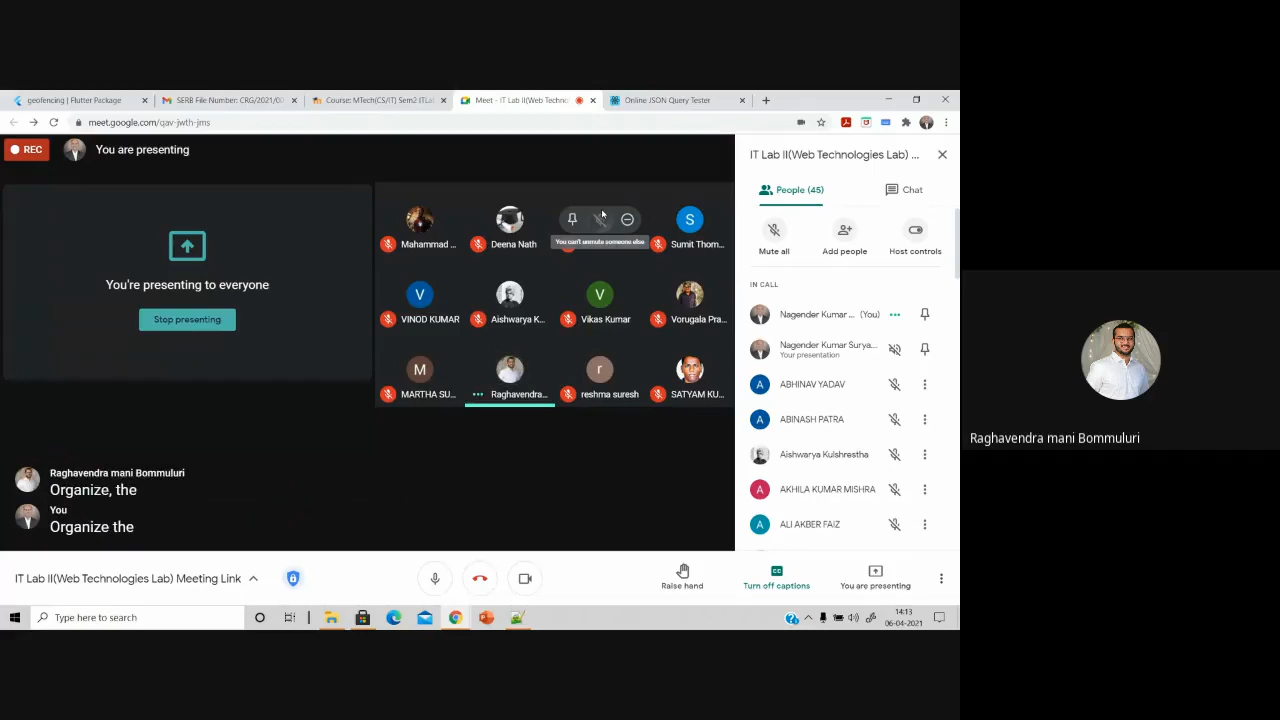 geofencing | Flutter Package
SERB File Number: CRG/2021/00
Course: MTech(CS/IT) Sem2 ITLa
Meet - IT Lab II(Web Techno
Online JSON Query Tester
meet.google.com/qav-jwth-jms
REC
You are presenting
IT Lab II(Web Technologies Lab) ...
People (45)
Chat
Mute all
Add people
Host controls
IN CALL
You're presenting to everyone
Stop presenting
Mahammad ...
Deena Nath
You can't unmute someone else
S
Sumit Thom...
V
VINOD KUMAR
Aishwarya K...
V
Vikas Kumar
Vorugala Pra...
M
MARTHA SU...
Raghavendra...
r
reshma suresh
SATYAM KU...
Nagender Kumar ... (You)
Nagender Kumar Surya...
Your presentation
A
ABHINAV YADAV
A
ABINASH PATRA
Aishwarya Kulshrestha
A
AKHILA KUMAR MISHRA
A
ALI AKBER FAIZ
Raghavendra mani Bommuluri
Organize, the
You
Organize the
IT Lab II(Web Technologies Lab) Meeting Link
Raise hand
CC
Turn off captions
You are presenting
Type here to search
14:13
06-04-2021
Raghavendra mani Bommuluri